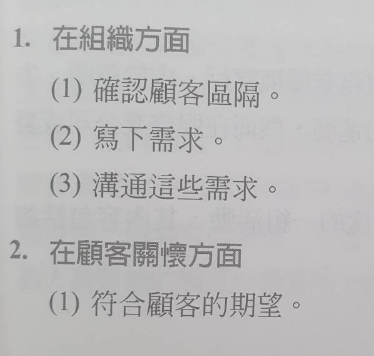 1. 在組織方面
(1) 確認顧客區隔。
(2) 寫下需求。
(3) 溝通這些需求。
2. 在顧客關懷方面
(1) 符合顧客的期望。